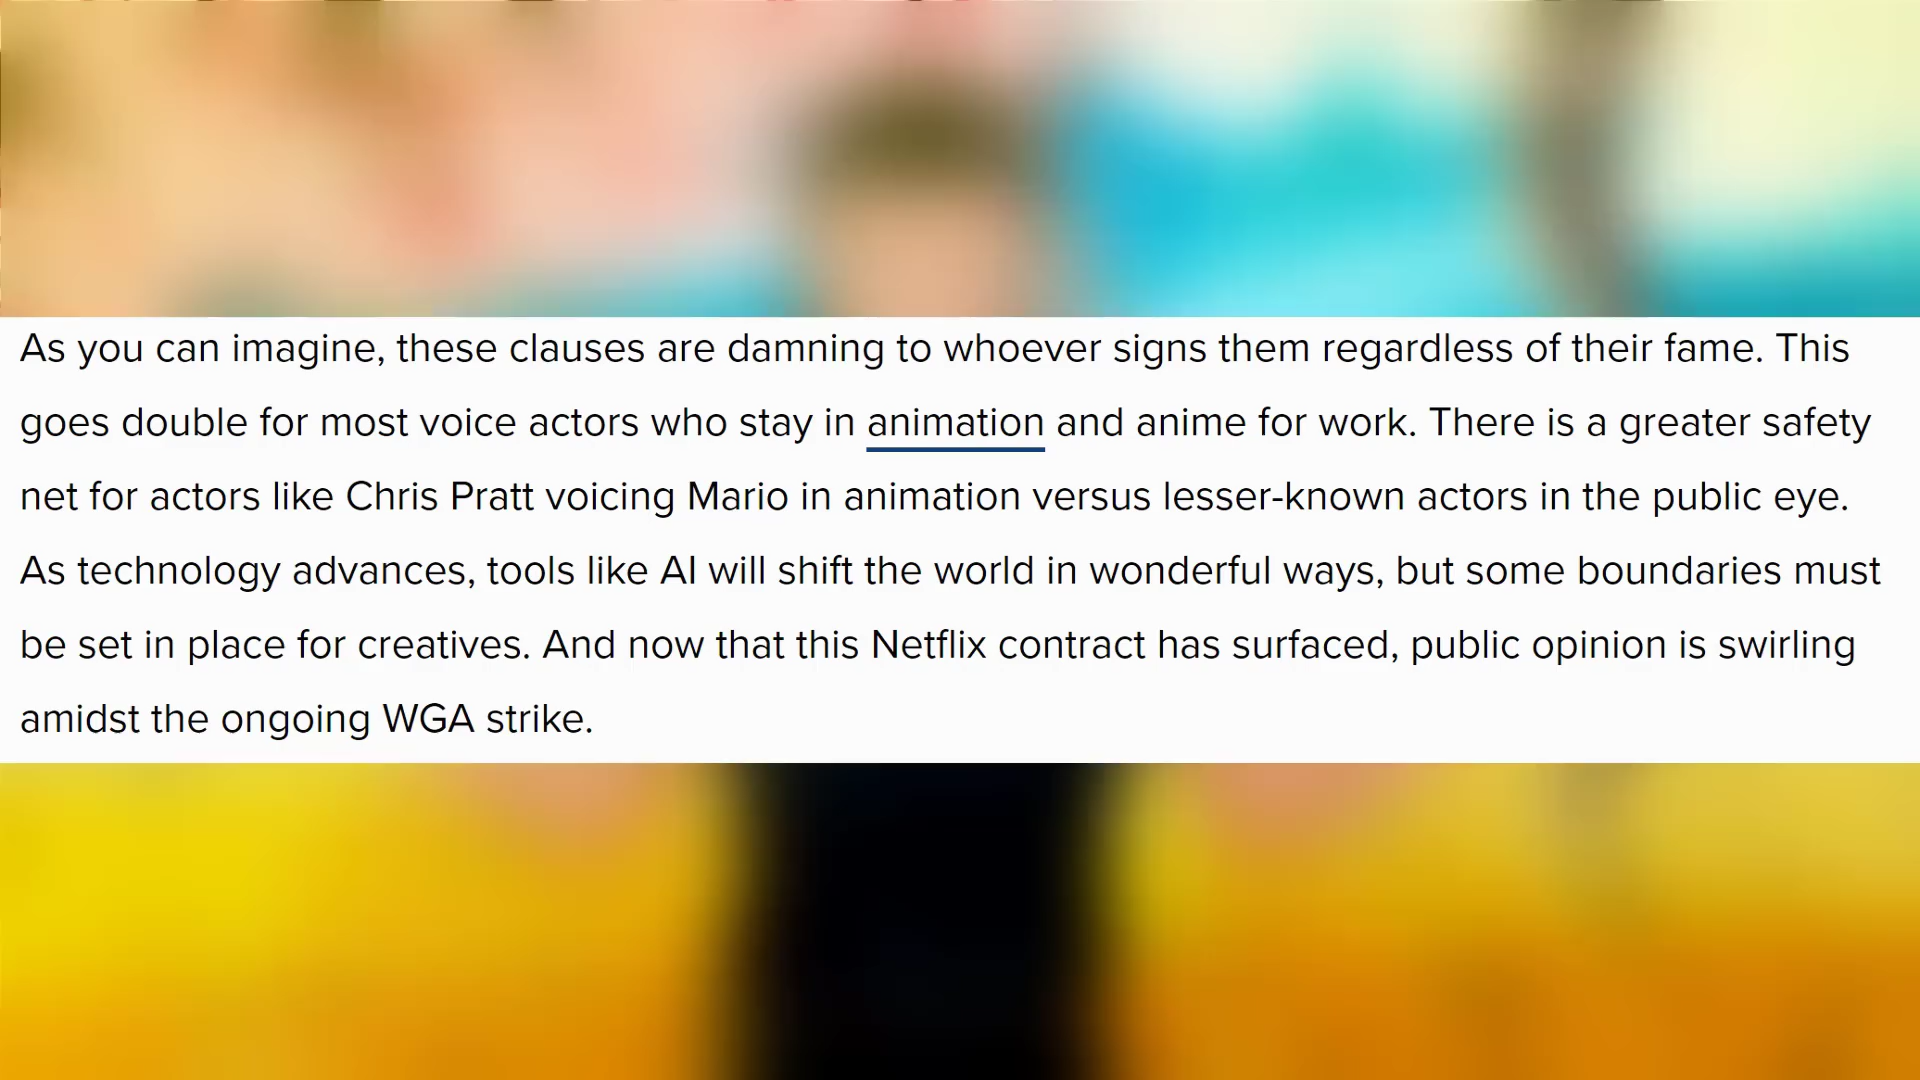 As you can imagine, these clauses are damning to whoever signs them regardless of their fame. This
goes double for most voice actors who stay in animation and anime for work. There is a greater safety
net for actors like Chris Pratt voicing Mario in animation versus lesser-known actors in the public eye.
As technology advances, tools like AI will shift the world in wonderful ways, but some boundaries must
be set in place for creatives. And now that this Netflix contract has surfaced, public opinion is swirling
amidst the ongoing WGA strike.